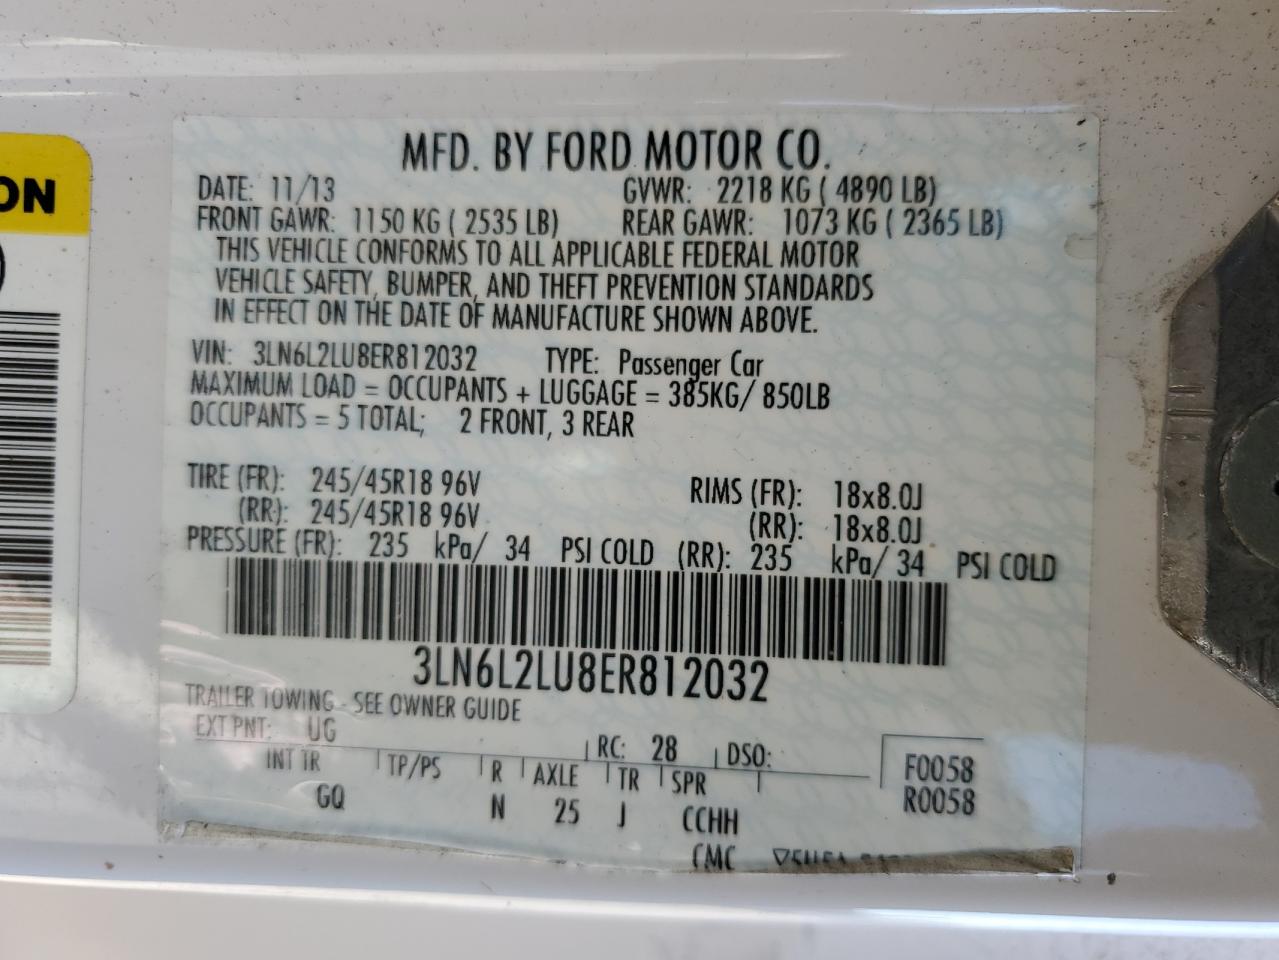 ON
MFD. BY FORD MOTOR CO.
DATE: 11/13 GVWR: 2218 KG ( 4890 LB)
FRONT GAWR: 1150 KG ( 2535 LB) REAR GAWR: 1073 KG ( 2365 LB)
THIS VEHICLE CONFORMS TO ALL APPLICABLE FEDERAL MOTOR
VEHICLE SAFETY, BUMPER, AND THEFT PREVENTION STANDARDS
IN EFFECT ON THE DATE OF MANUFACTURE SHOWN ABOVE.
VIN: 3LN6L2LU8ER812032 TYPE: Passenger Car
MAXIMUM LOAD = OCCUPANTS + LUGGAGE = 385KG/ 850LB
OCCUPANTS = 5 TOTAL; 2 FRONT, 3 REAR
TIRE (FR): 245/45R18 96V RIMS (FR): 18x8.0J
(RR): 245/45R18 96V (RR): 18x8.0J
PRESSURE (FR): 235 kPa/ 34 PSI COLD (RR): 235 kPa/ 34 PSI COLD
3LN6L2LU8ER812032
TRAILER TOWING - SEE OWNER GUIDE
EXT PNT: UG RC: 28 DSO:
INT TR TP/PS R AXLE TR SPR F0058
GQ N 25 J CCHH R0058
CMC